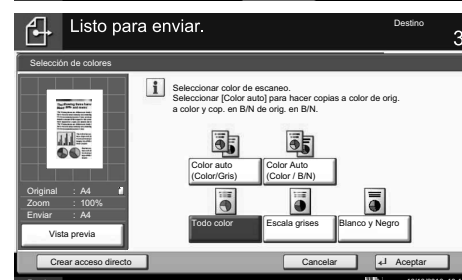 Listo para enviar.
Destino
3
Selección de colores
Seleccionar color de escaneo.
Seleccionar [Color auto] para hacer copias a color de orig.
a color y cop. en B/N de orig. en B/N.
Color auto
(Color/Gris)
Color Auto
(Color / B/N)
Original : A4
Zoom : 100%
Enviar : A4
Todo color
Escala grises
Blanco y Negro
Vista previa
Crear acceso directo
Cancelar
Aceptar